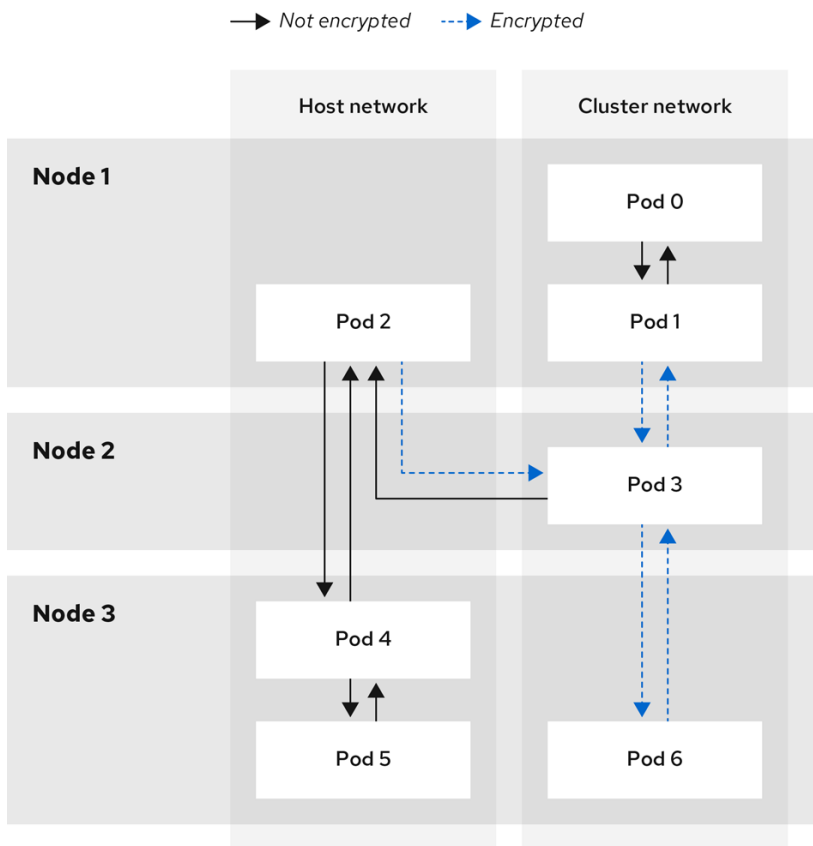 Not encrypted
Encrypted
Host network
Cluster network
Node 1
Pod 0
Pod 2
Pod 1
Node 2
Pod 3
Node 3
Pod 4
Pod 5
Pod 6